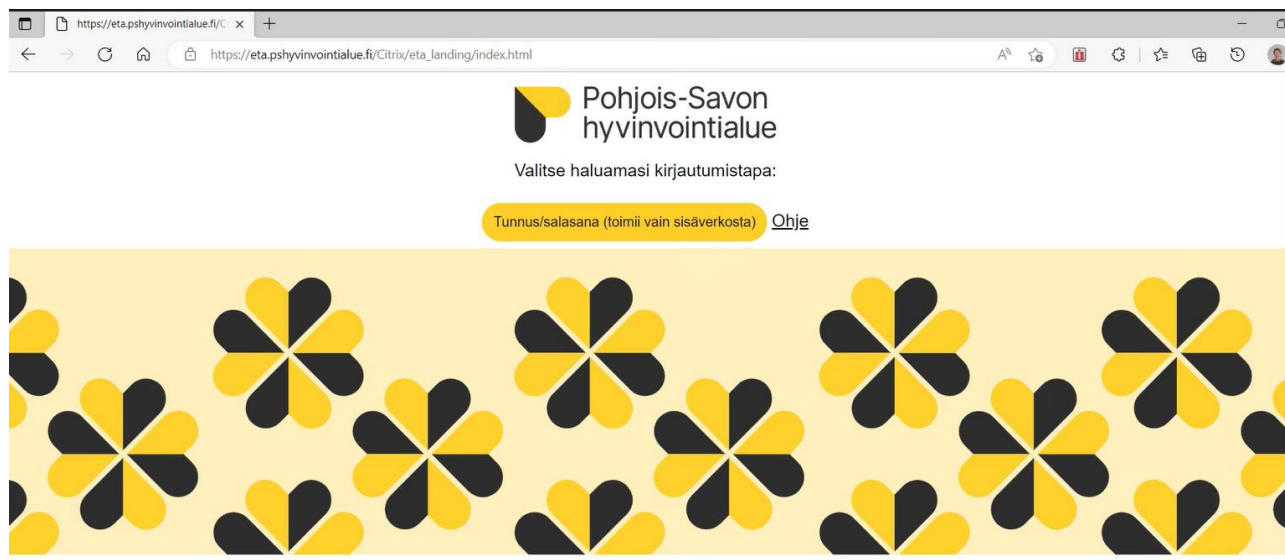 https://eta.pshyvinvointialue.fi/C
https://eta.pshyvinvointialue.fi/Citrix/eta_landing/index.html
Pohjois-Savon
hyvinvointialue
Valitse haluamasi kirjautumistapa:
Tunnus/salasana (toimii vain sisäverkosta) Ohje